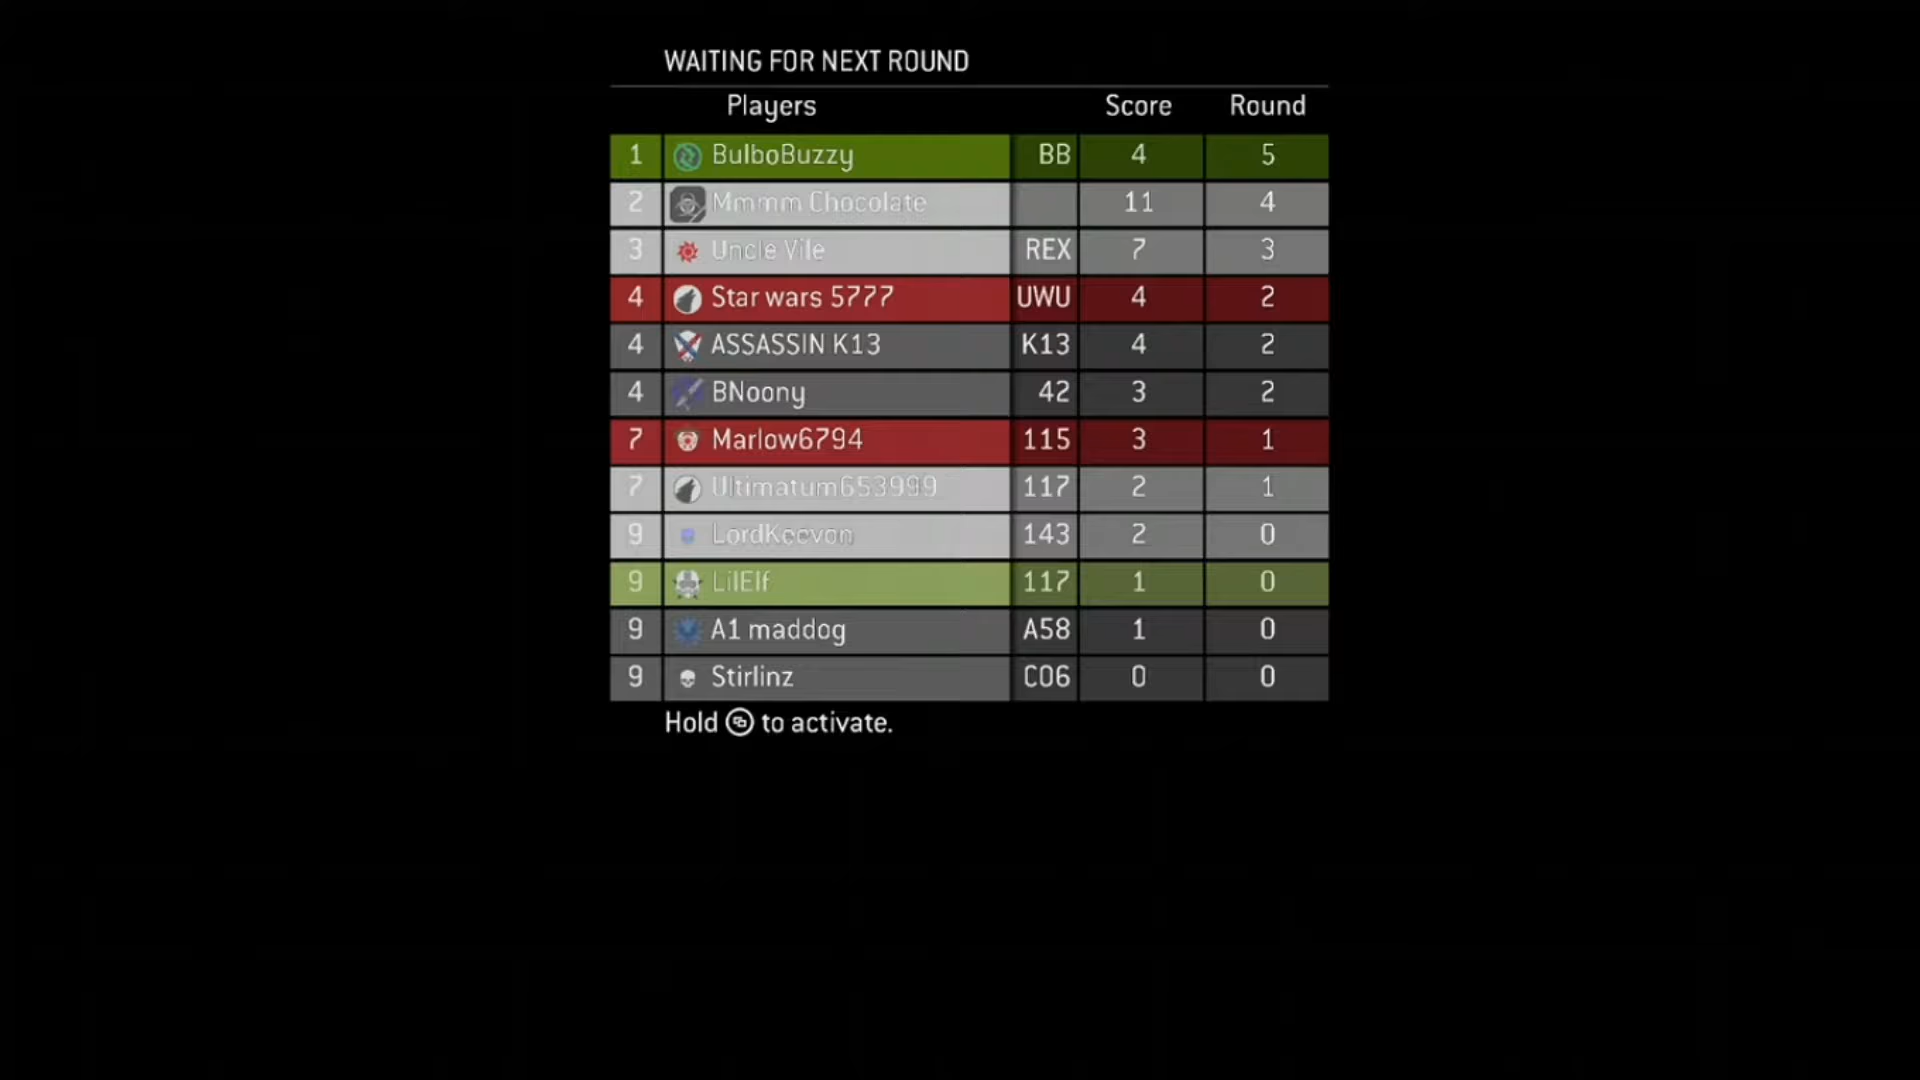 WAITING FOR NEXT ROUND
Players Score Round
1 BulboBuzzy BB 4 5
2 Mmmm Chocolate 11 4
3 Uncle Vile REX 7 3
4 Star wars 5777 UWU 4 2
4 ASSASSIN K13 K13 4 2
4 BNoony 42 3 2
7 Marlow6794 115 3 1
7 Ultimatum653999 117 2 1
9 LordKeevon 143 2 0
9 LilElf 117 1 0
9 A1 maddog A58 1 0
9 Stirlinz C06 0 0
Hold to activate.